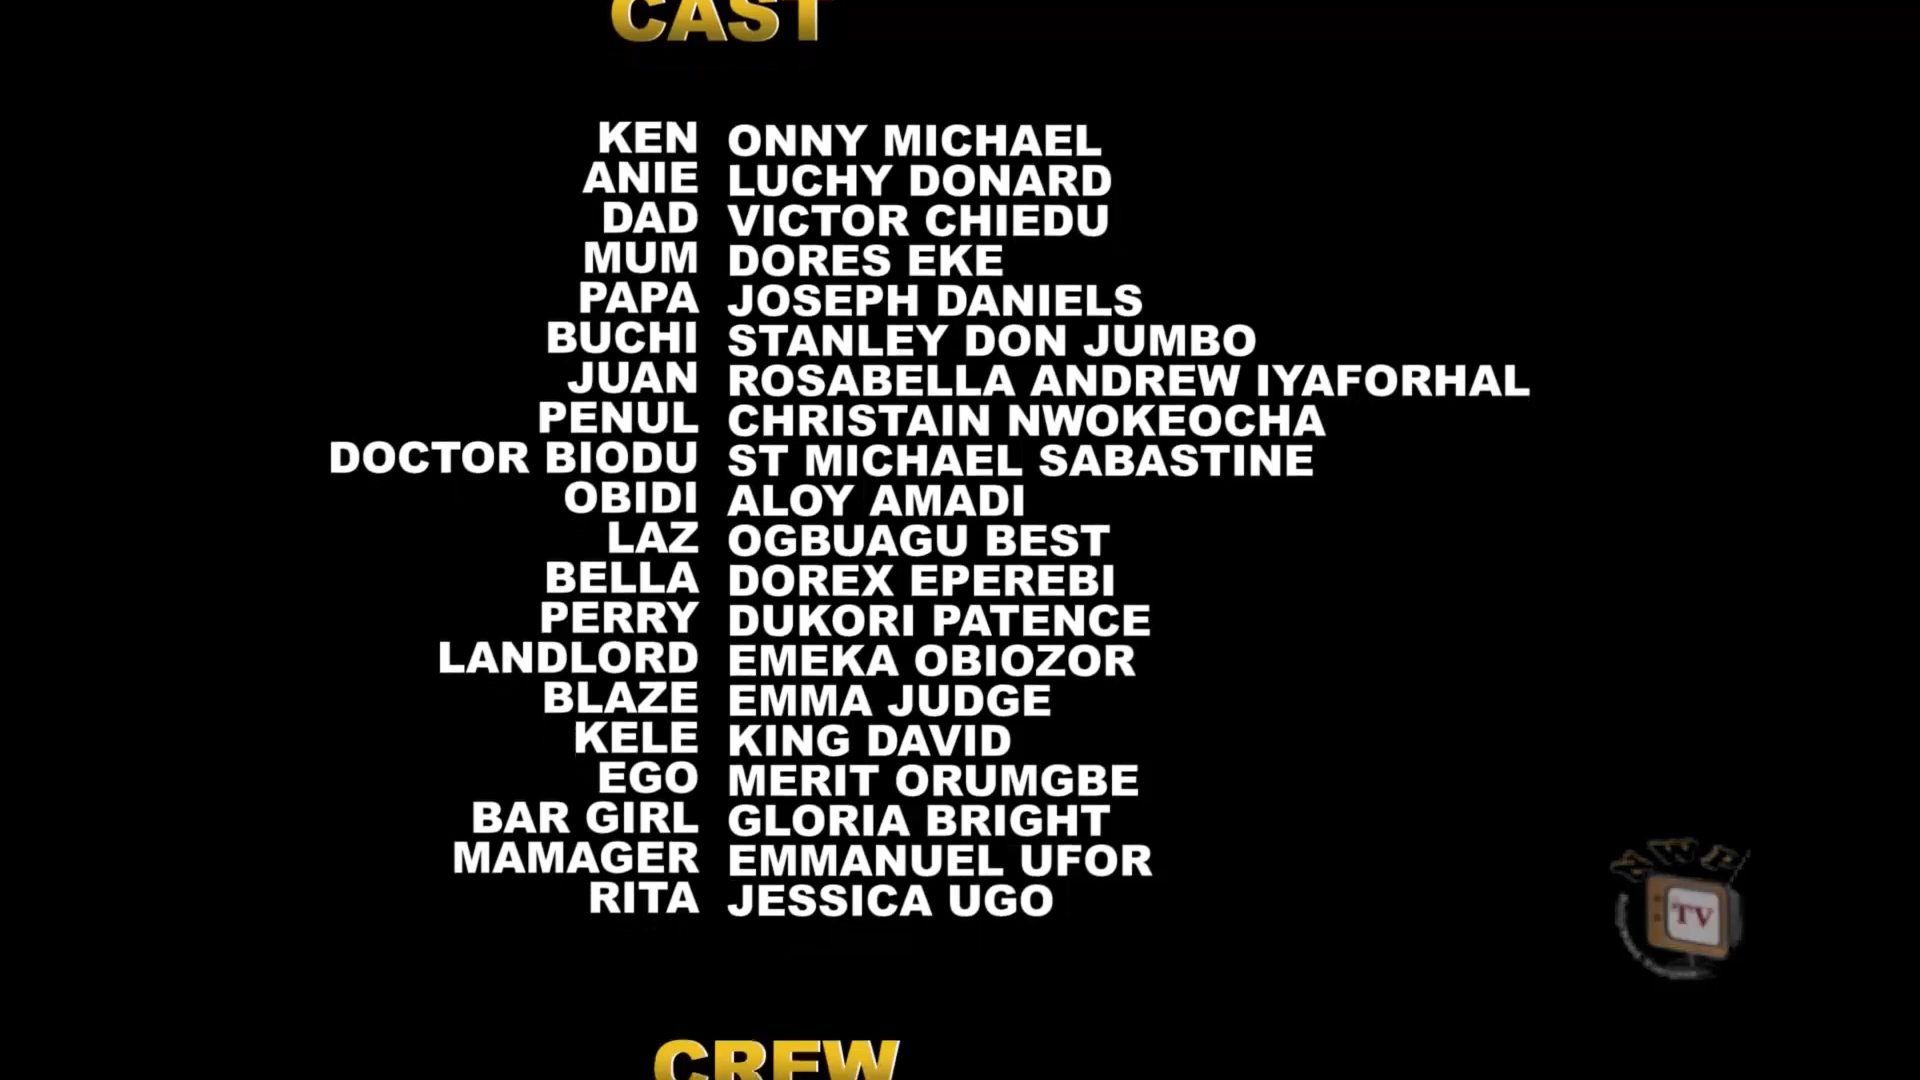 CAST
KEN ONNY MICHAEL
ANIE LUCHY DONARD
DAD VICTOR CHIEDU
MUM DORES EKE
PAPA JOSEPH DANIELS
BUCHI STANLEY DON JUMBO
JUAN ROSABELLA ANDREW IYAFORHAL
PENUL CHRISTAIN NWOKEOCHA
DOCTOR BIODU ST MICHAEL SABASTINE
OBIDI ALOY AMADI
LAZ OGBUAGU BEST
BELLA DOREX EPEREBI
PERRY DUKORI PATENCE
LANDLORD EMEKA OBIOZOR
BLAZE EMMA JUDGE
KELE KING DAVID
EGO MERIT ORUMGBE
BAR GIRL GLORIA BRIGHT
MAMAGER EMMANUEL UFOR
RITA JESSICA UGO
TV
CREW